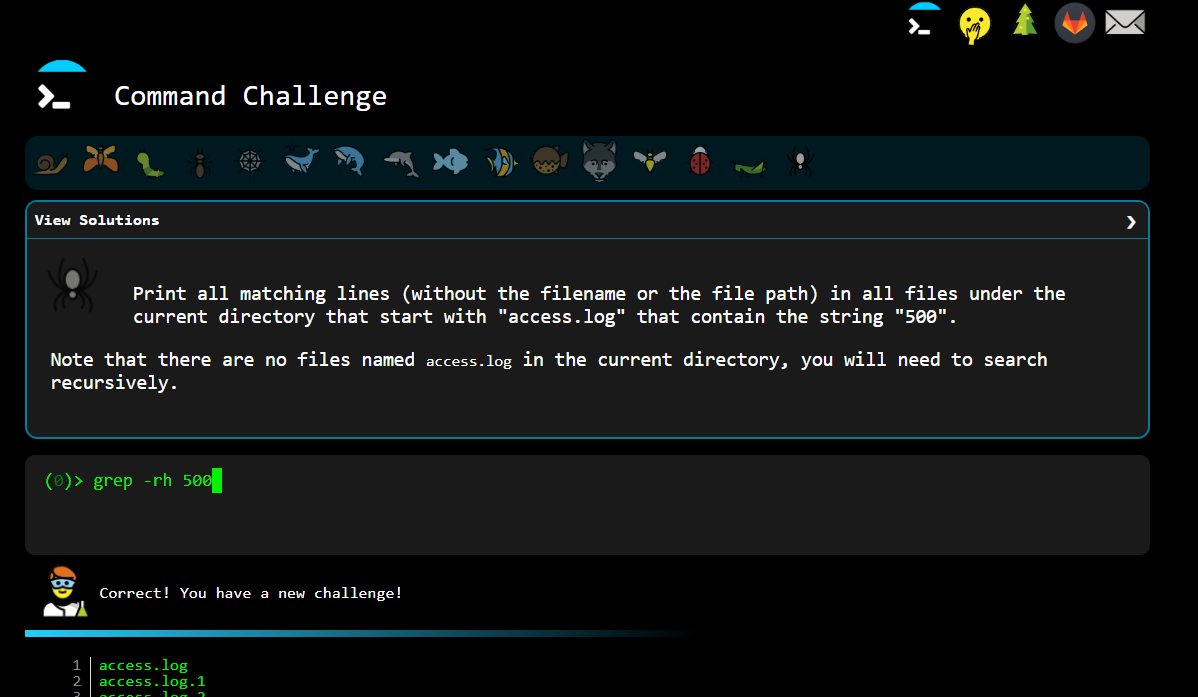 Command Challenge
View Solutions
Print all matching lines (without the filename or the file path) in all files under the
current directory that start with "access.log" that contain the string "500".
Note that there are no files named access.log in the current directory, you will need to search
recursively.
(0)> grep -rh 500
Correct! You have a new challenge!
1 access.log
2 access.log.1
3 access.log.2